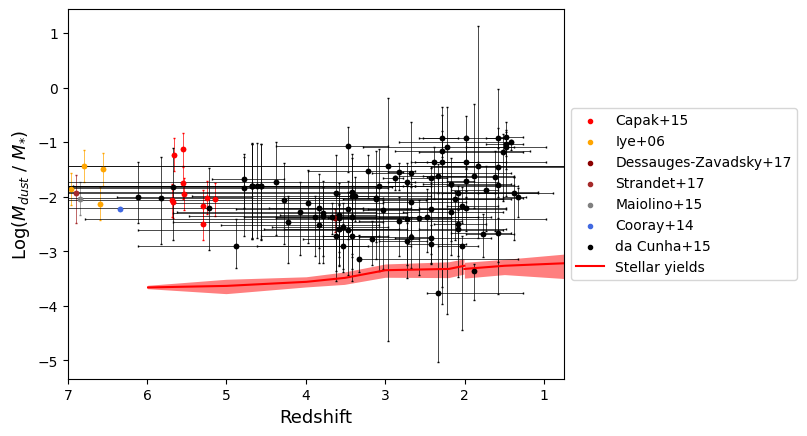 1
0
−1
−2
−3
−4
−5
Log(M_dust / M_*)
7
6
5
4
3
2
1
Redshift
Capak+15
Iye+06
Dessauges-Zavadsky+17
Strandet+17
Maiolino+15
Cooray+14
da Cunha+15
Stellar yields